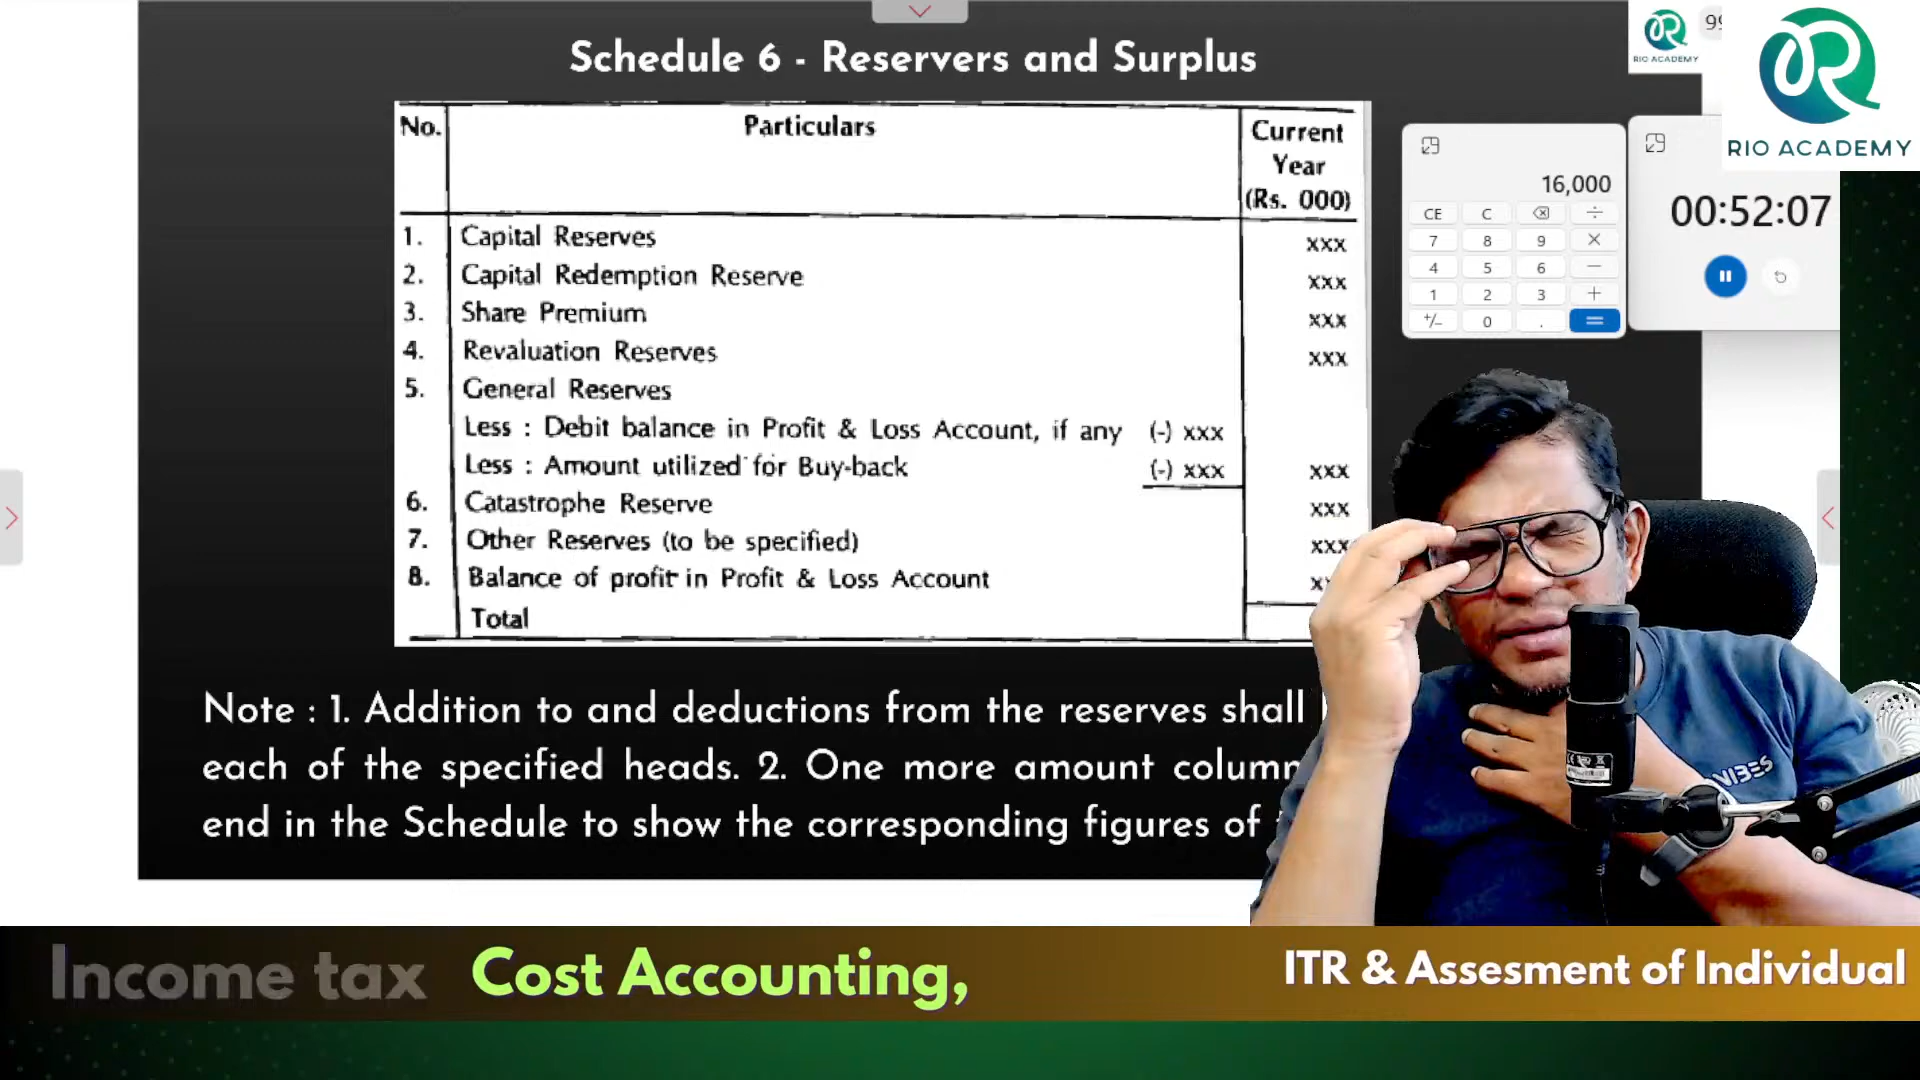 Schedule 6 - Reservers and Surplus
No. Particulars Current Year (Rs. 000)
1. Capital Reserves xxx
2. Capital Redemption Reserve xxx
3. Share Premium xxx
4. Revaluation Reserves xxx
5. General Reserves
Less : Debit balance in Profit & Loss Account, if any (-) xxx
Less : Amount utilized for Buy-back (-) xxx xxx
6. Catastrophe Reserve xxx
7. Other Reserves (to be specified) xxx
8. Balance of profit in Profit & Loss Account
Total
Note : 1. Addition to and deductions from the reserves shall
each of the specified heads. 2. One more amount column
end in the Schedule to show the corresponding figures of
RIO ACADEMY
RIO ACADEMY
16,000
CE C ÷
7 8 9 ×
4 5 6 −
1 2 3 +
+/− 0 . =
00:52:07
VIBES
Income tax Cost Accounting, ITR & Assesment of Individual